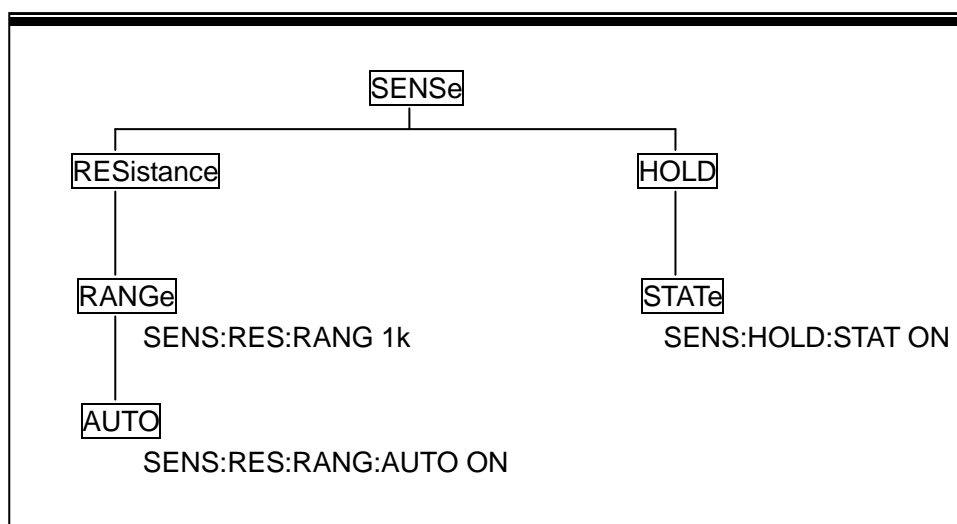 SENSe
RESistance
HOLD
RANGe
STATe
SENS:RES:RANG 1k
SENS:HOLD:STAT ON
AUTO
SENS:RES:RANG:AUTO ON